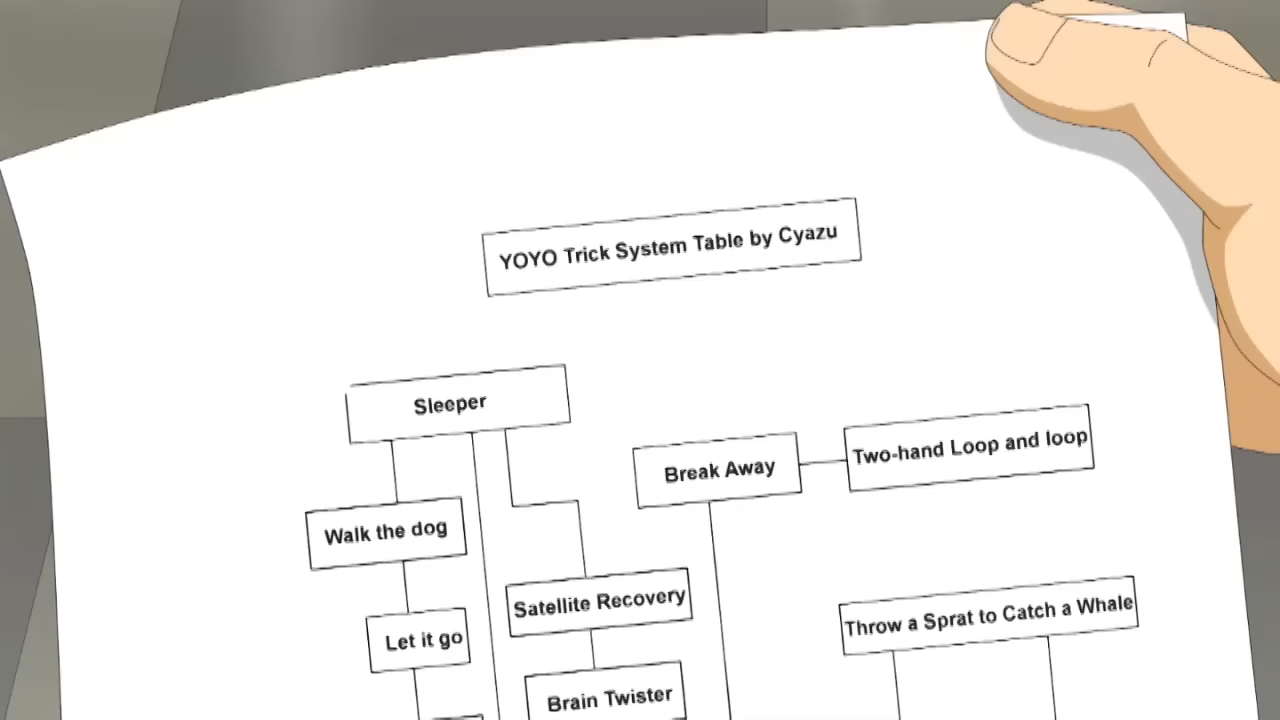 YOYO Trick System Table by Cyazu
Sleeper
Break Away
Two-hand Loop and loop
Walk the dog
Satellite Recovery
Throw a Sprat to Catch a Whale
Let it go
Brain Twister